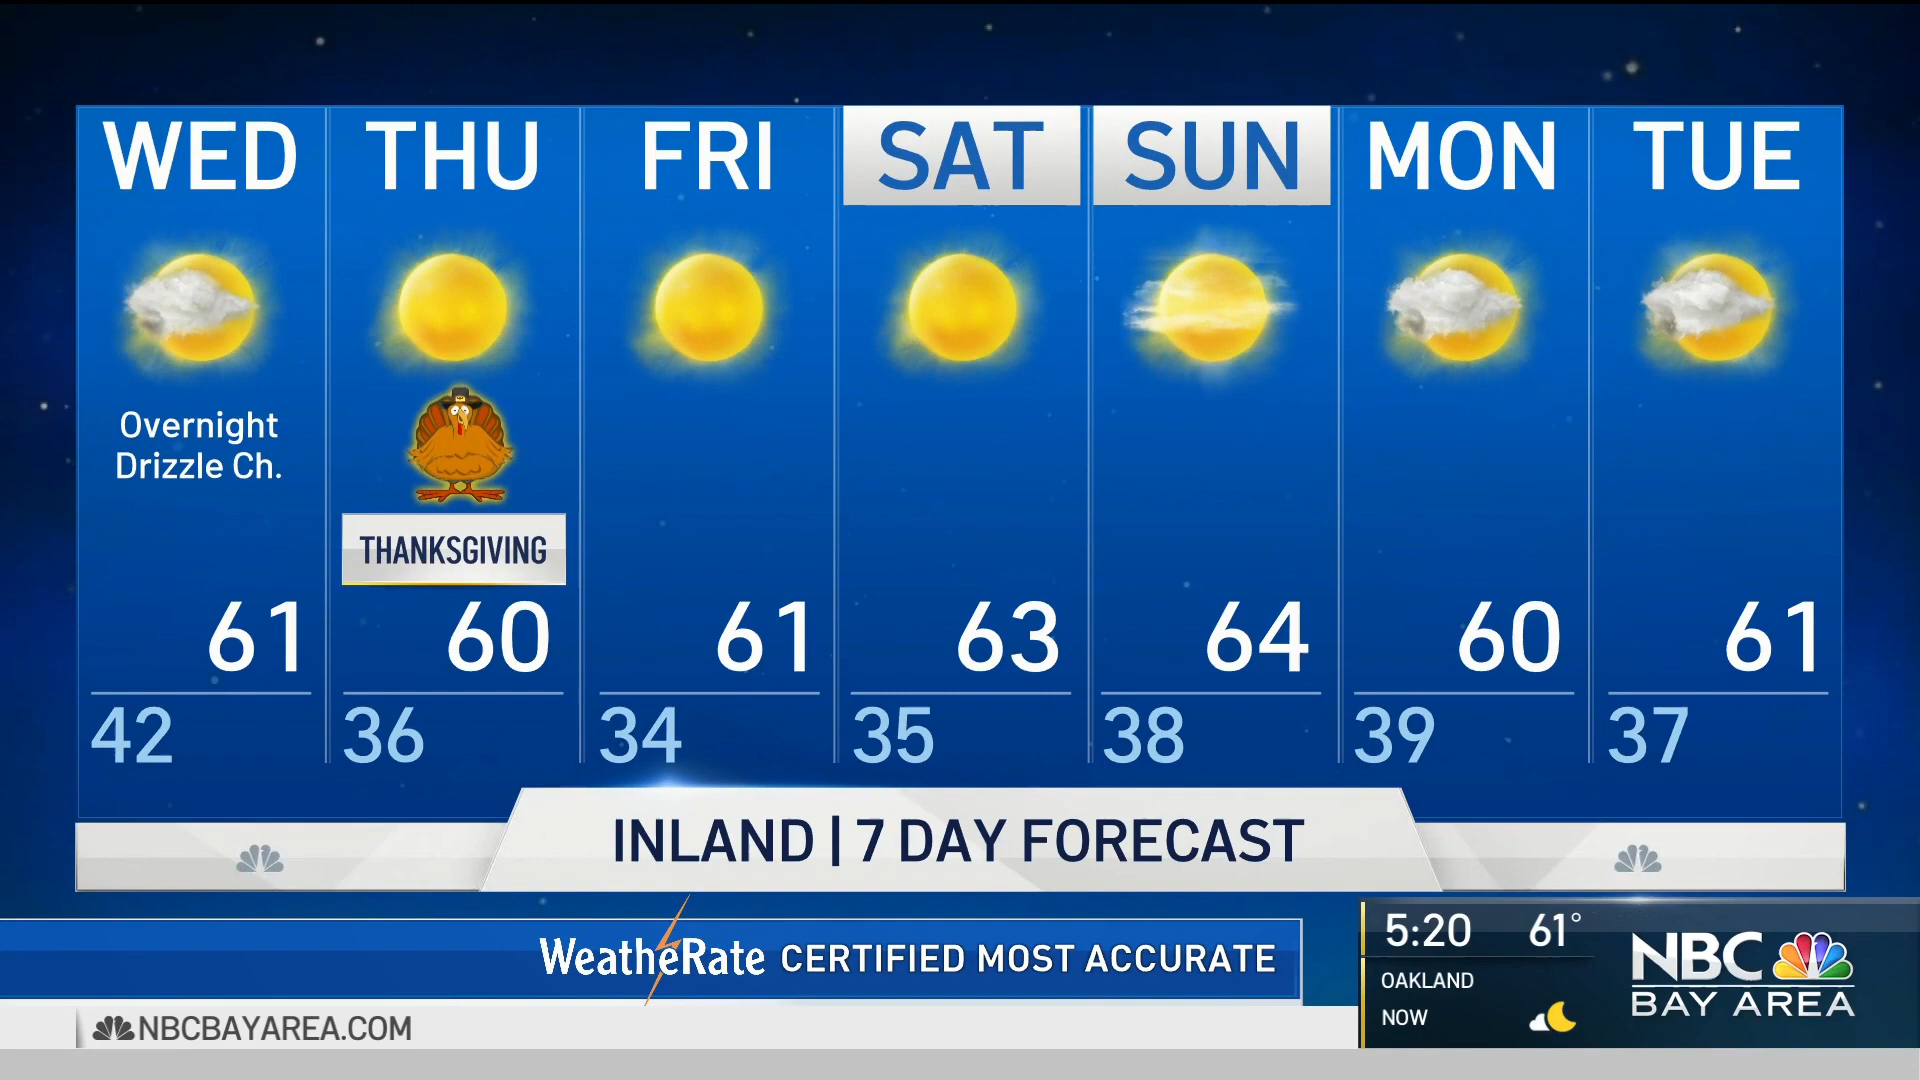 WED THU FRI SAT SUN MON TUE
Overnight
Drizzle Ch.
THANKSGIVING
61 60 61 63 64 60 61
42 36 34 35 38 39 37
INLAND | 7 DAY FORECAST
WeatheRate CERTIFIED MOST ACCURATE
NBCBAYAREA.COM
5:20 61°
OAKLAND
NOW
NBC
BAY AREA